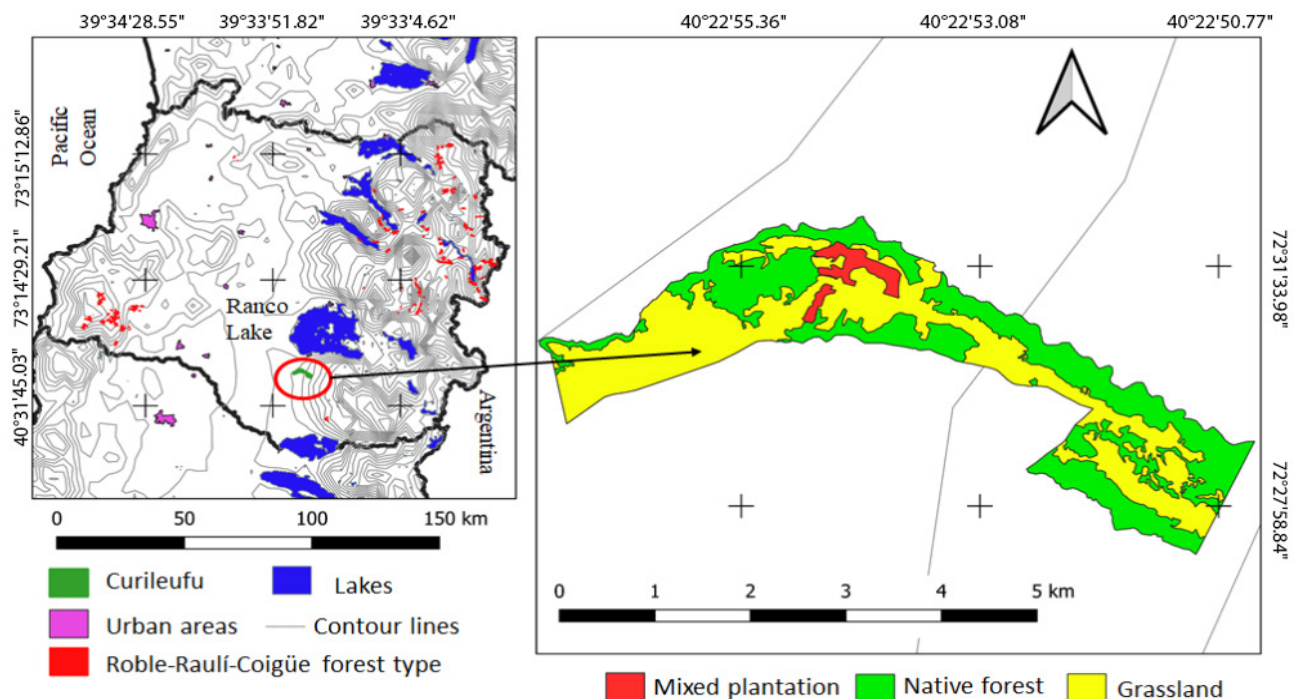 39°34'28.55" 39°33'51.82" 39°33'4.62"
40°22'55.36" 40°22'53.08" 40°22'50.77"
73°15'12.86"
73°14'29.21"
40°31'45.03"
Pacific
Ocean
Ranco
Lake
Argentina
72°31'33.98"
72°27'58.84"
0 50 100 150 km
0 1 2 3 4 5 km
Curileufu
Lakes
Urban areas
Contour lines
Roble-Raulí-Coigüe forest type
Mixed plantation
Native forest
Grassland